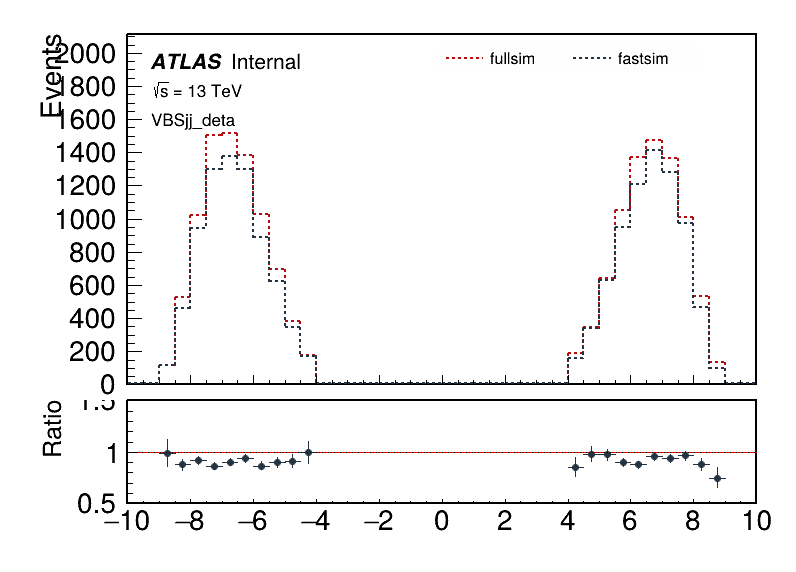 Events
2000
1800
1600
1400
1200
1000
800
600
400
200
0
ATLAS Internal
√s = 13 TeV
VBSjj_deta
fullsim
fastsim
Ratio
1.5
1
0.5
−10 −8 −6 −4 −2 0 2 4 6 8 10